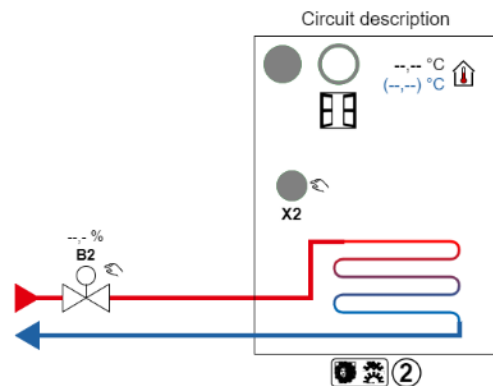 Circuit description
--,-- °C
(--,--) °C
X2
--,- %
B2
2